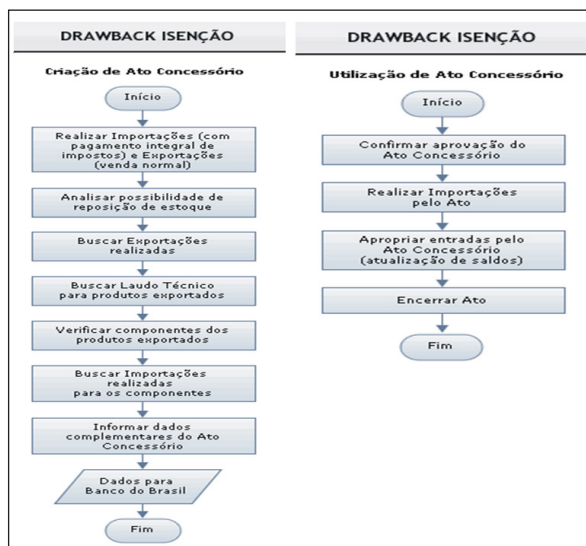 DRAWBACK ISENÇÃO
Criação de Ato Concessório
Início
Realizar Importações (com
pagamento integral de
impostos) e Exportações
(venda normal)
Analisar possibilidade de
reposição de estoque
Buscar Exportações
realizadas
Buscar Laudo Técnico
para produtos exportados
Verificar componentes dos
produtos exportados
Buscar Importações
realizadas
para os componentes
Informar dados
complementares do Ato
Concessório
Dados para
Banco do Brasil
Fim
DRAWBACK ISENÇÃO
Utilização de Ato Concessório
Início
Confirmar aprovação do
Ato Concessório
Realizar Importações
pelo Ato
Apropriar entradas pelo
Ato Concessório
(atualização de saldos)
Encerrar Ato
Fim